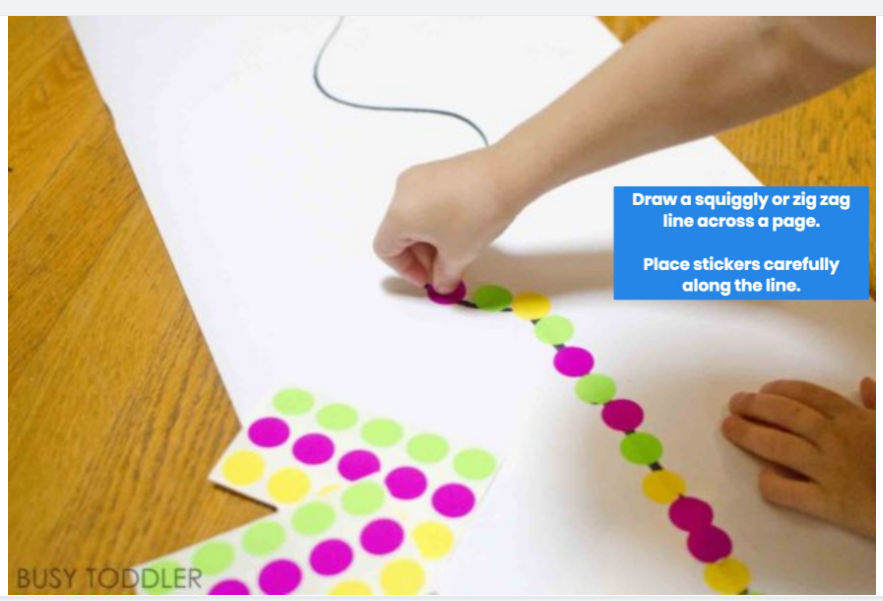 Draw a squiggly or zig zag
line across a page.
Place stickers carefully
along the line.
BUSY TODDLER